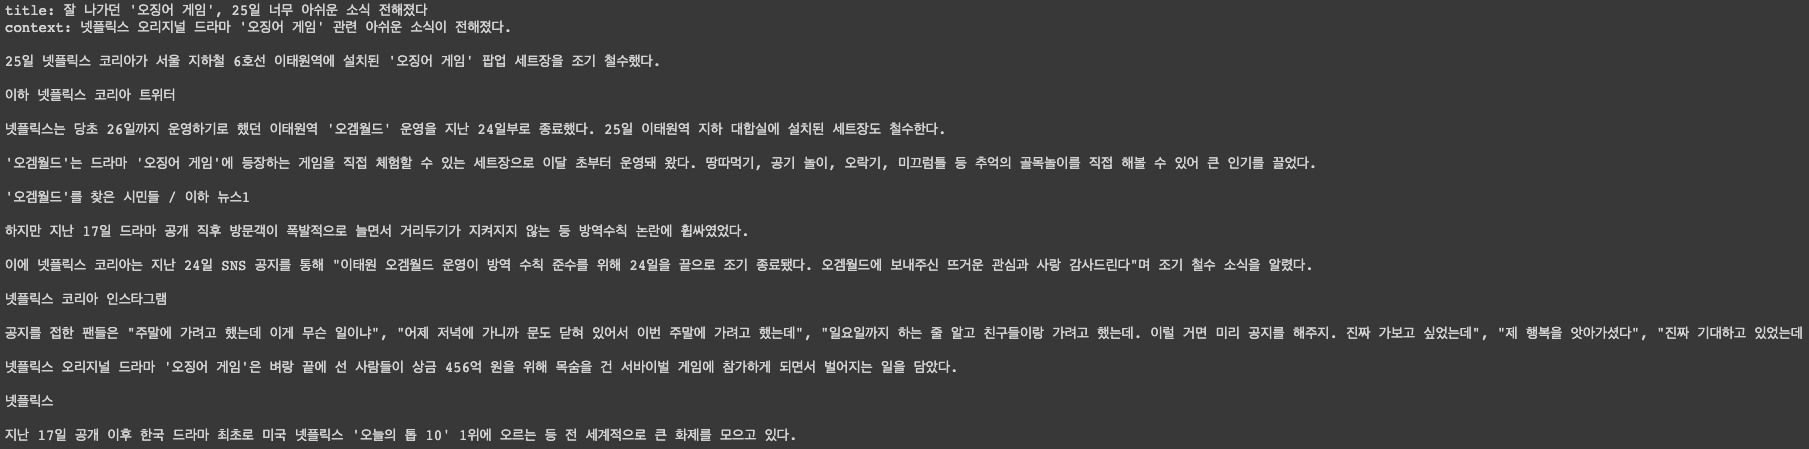 title: 잘 나가던 '오징어 게임', 25일 너무 아쉬운 소식 전해졌다
context: 넷플릭스 오리지널 드라마 '오징어 게임' 관련 아쉬운 소식이 전해졌다.
25일 넷플릭스 코리아가 서울 지하철 6호선 이태원역에 설치된 '오징어 게임' 팝업 세트장을 조기 철수했다.
이하 넷플릭스 코리아 트위터
넷플릭스는 당초 26일까지 운영하기로 했던 이태원역 '오겜월드' 운영을 지난 24일부로 종료했다. 25일 이태원역 지하 대합실에 설치된 세트장도 철수한다.
'오겜월드'는 드라마 '오징어 게임'에 등장하는 게임을 직접 체험할 수 있는 세트장으로 이달 초부터 운영돼 왔다. 땅따먹기, 공기 놀이, 오락기, 미끄럼틀 등 추억의 골목놀이를 직접 해볼 수 있어 큰 인기를 끌었다.
'오겜월드'를 찾은 시민들 / 이하 뉴스1
하지만 지난 17일 드라마 공개 직후 방문객이 폭발적으로 늘면서 거리두기가 지켜지지 않는 등 방역수칙 논란에 휩싸였었다.
이에 넷플릭스 코리아는 지난 24일 SNS 공지를 통해 "이태원 오겜월드 운영이 방역 수칙 준수를 위해 24일을 끝으로 조기 종료됐다. 오겜월드에 보내주신 뜨거운 관심과 사랑 감사드린다"며 조기 철수 소식을 알렸다.
넷플릭스 코리아 인스타그램
공지를 접한 팬들은 "주말에 가려고 했는데 이게 무슨 일이냐", "어제 저녁에 가니까 문도 닫혀 있어서 이번 주말에 가려고 했는데", "일요일까지 하는 줄 알고 친구들이랑 가려고 했는데. 이럴 거면 미리 공지를 해주지. 진짜 가보고 싶었는데", "제 행복을 앗아가셨다", "진짜 기대하고 있었는데
넷플릭스 오리지널 드라마 '오징어 게임'은 벼랑 끝에 선 사람들이 상금 456억 원을 위해 목숨을 건 서바이벌 게임에 참가하게 되면서 벌어지는 일을 담았다.
넷플릭스
지난 17일 공개 이후 한국 드라마 최초로 미국 넷플릭스 '오늘의 톱 10' 1위에 오르는 등 전 세계적으로 큰 화제를 모으고 있다.